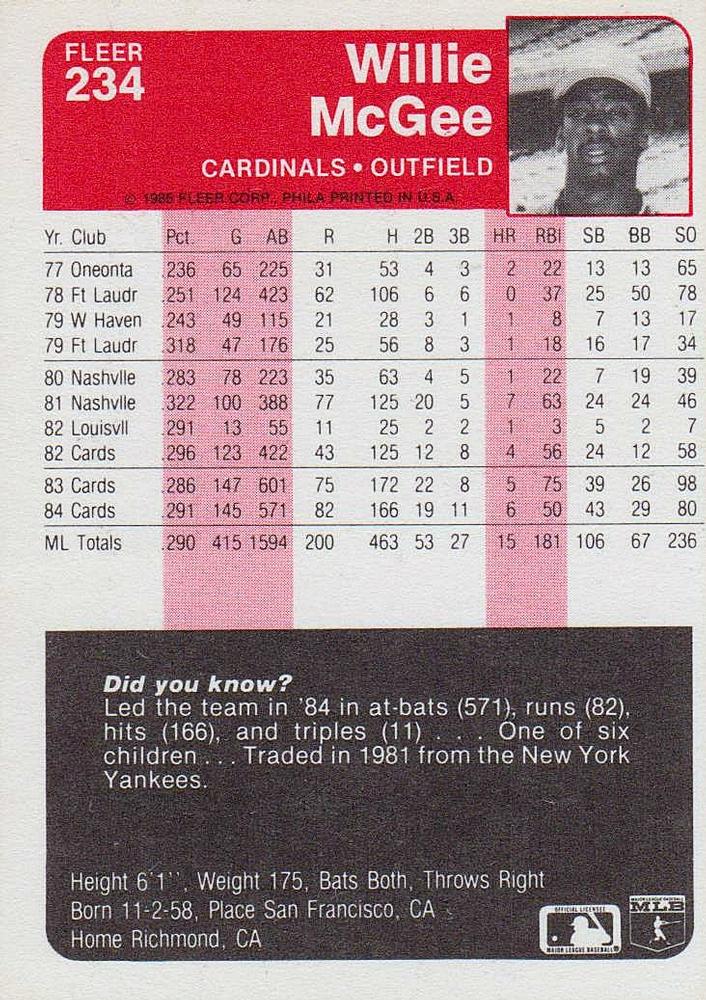 FLEER
234
Willie
McGee
CARDINALS • OUTFIELD
© 1985 FLEER CORP., PHILA PRINTED IN U.S.A.
Yr. Club Pct. G AB R H 2B 3B HR RBI SB BB SO
77 Oneonta .236 65 225 31 53 4 3 2 22 13 13 65
78 Ft Laudr .251 124 423 62 106 6 6 0 37 25 50 78
79 W Haven .243 49 115 21 28 3 1 1 8 7 13 17
79 Ft Laudr .318 47 176 25 56 8 3 1 18 16 17 34
80 Nashvlle .283 78 223 35 63 4 5 1 22 7 19 39
81 Nashvlle .322 100 388 77 125 20 5 7 63 24 24 46
82 Louisvll .291 13 55 11 25 2 2 1 3 5 2 7
82 Cards .296 123 422 43 125 12 8 4 56 24 12 58
83 Cards .286 147 601 75 172 22 8 5 75 39 26 98
84 Cards .291 145 571 82 166 19 11 6 50 43 29 80
ML Totals .290 415 1594 200 463 53 27 15 181 106 67 236
Did you know?
Led the team in '84 in at-bats (571), runs (82),
hits (166), and triples (11) . . . One of six
children . . . Traded in 1981 from the New York
Yankees.
Height 6'1'', Weight 175, Bats Both, Throws Right
Born 11-2-58, Place San Francisco, CA
Home Richmond, CA
OFFICIAL LICENSEE
MAJOR LEAGUE BASEBALL
MAJOR LEAGUE BASEBALL
MLB